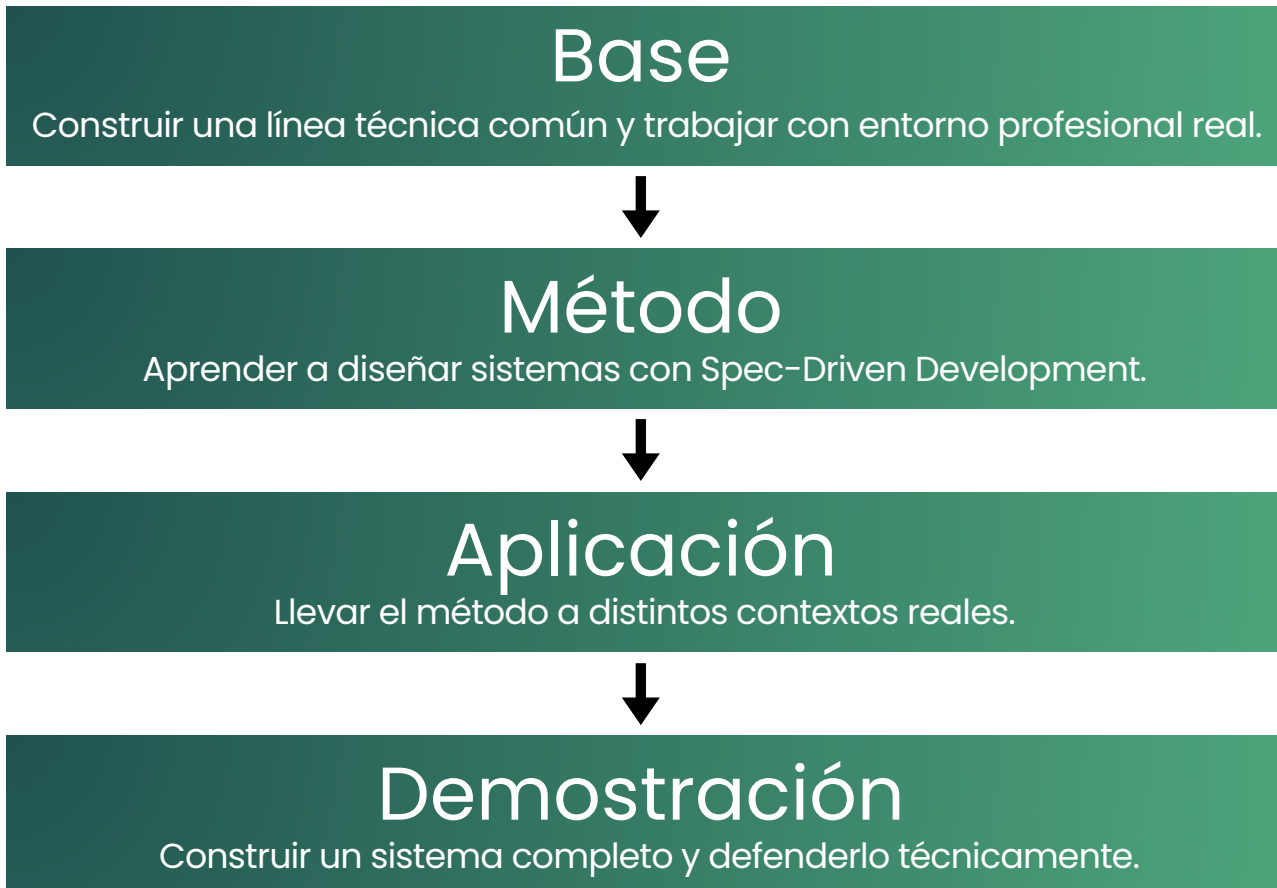 Base
Construir una línea técnica común y trabajar con entorno profesional real.
Método
Aprender a diseñar sistemas con Spec-Driven Development.
Aplicación
Llevar el método a distintos contextos reales.
Demostración
Construir un sistema completo y defenderlo técnicamente.